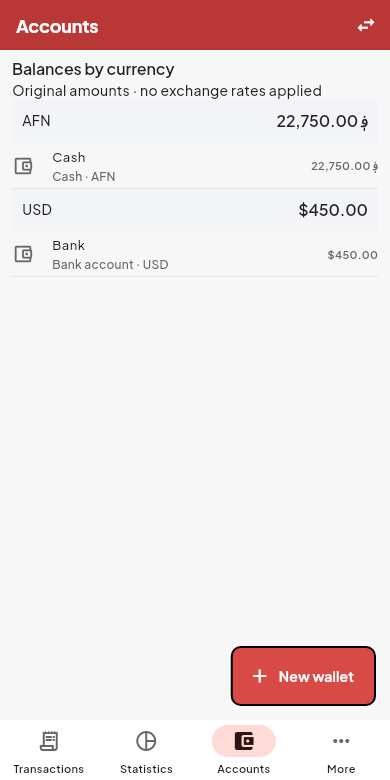 Accounts
Balances by currency
Original amounts · no exchange rates applied
AFN 22,750.00؋
Cash
Cash · AFN 22,750.00؋
USD $450.00
Bank
Bank account · USD $450.00
New wallet
Transactions Statistics Accounts More